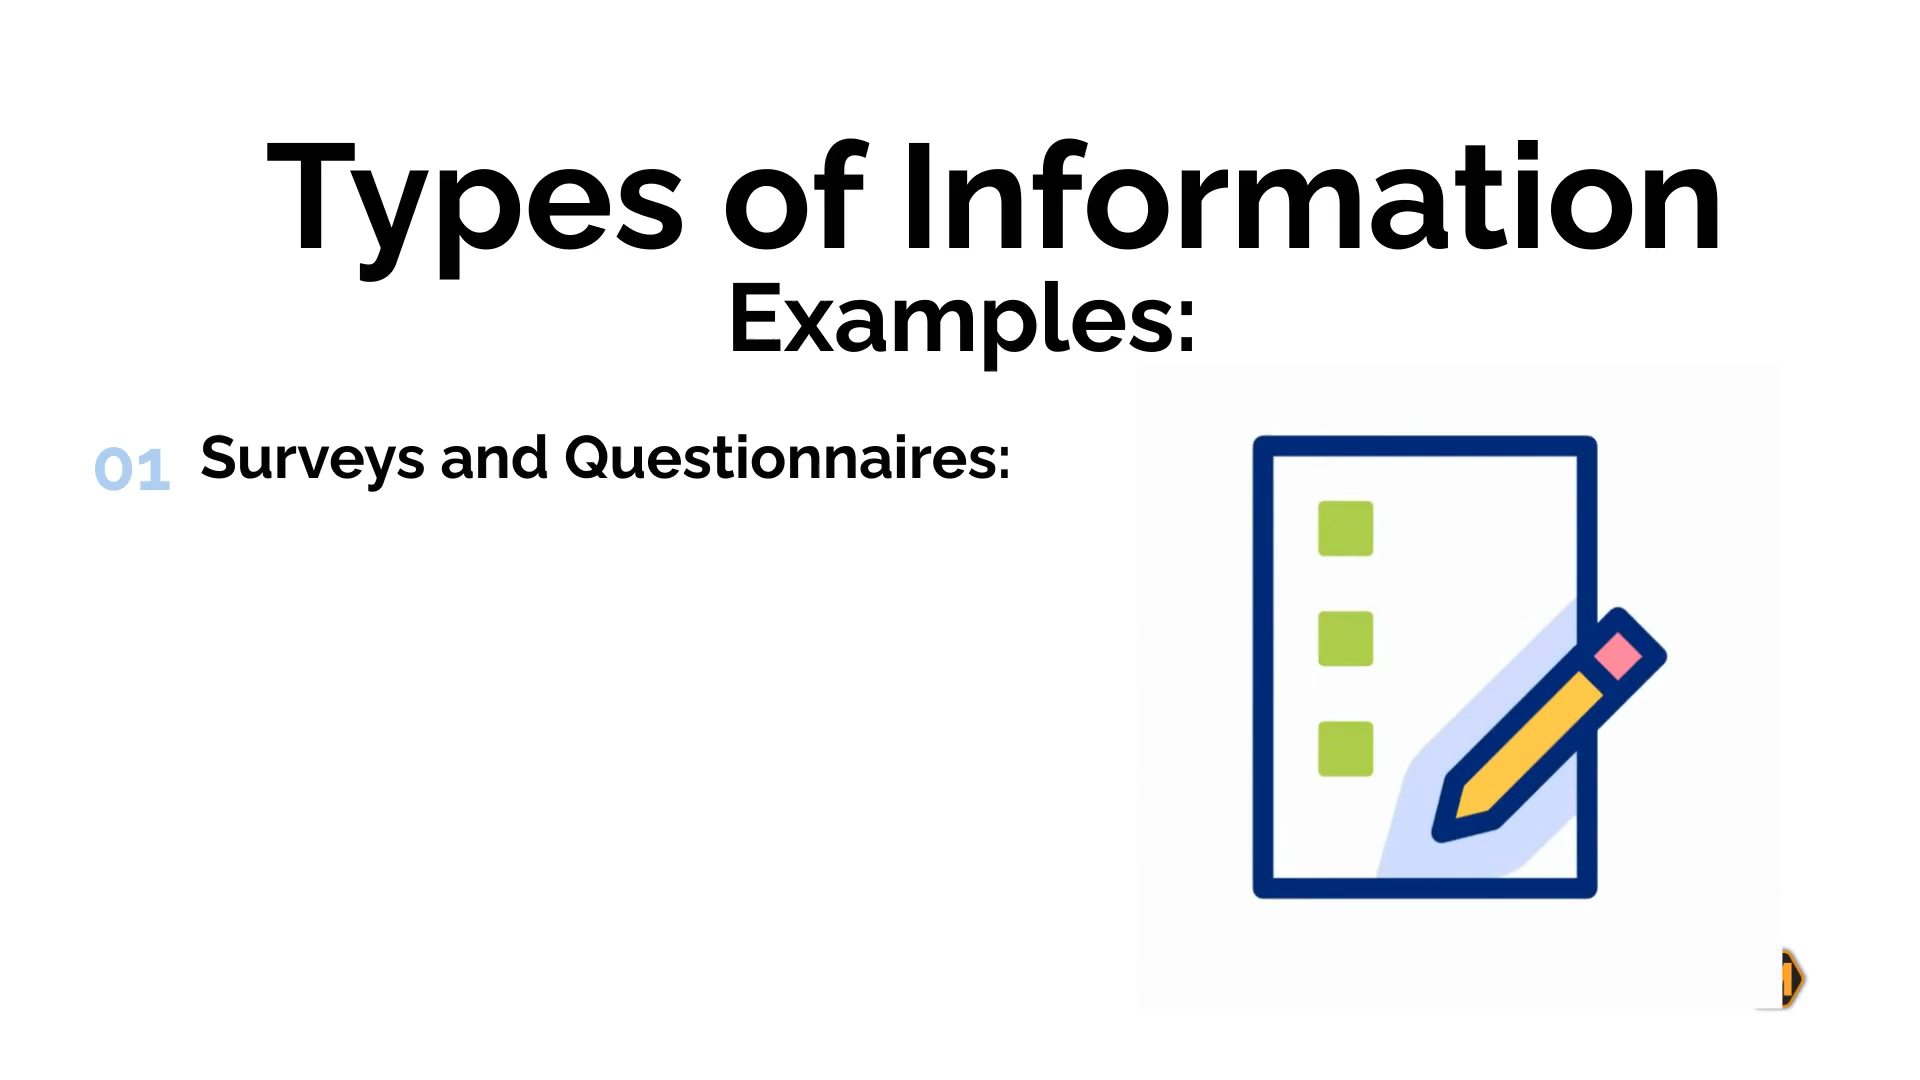 Types of Information
Examples:
01 Surveys and Questionnaires: